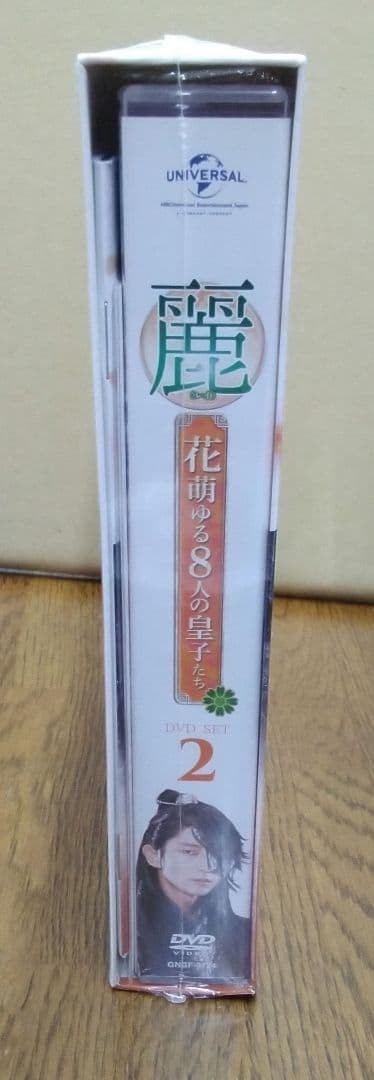 UNIVERSAL
NBCUniversal Entertainment Japan
麗
花萌ゆる8人の皇子たち
DVD SET
2
DVD
VIDEO